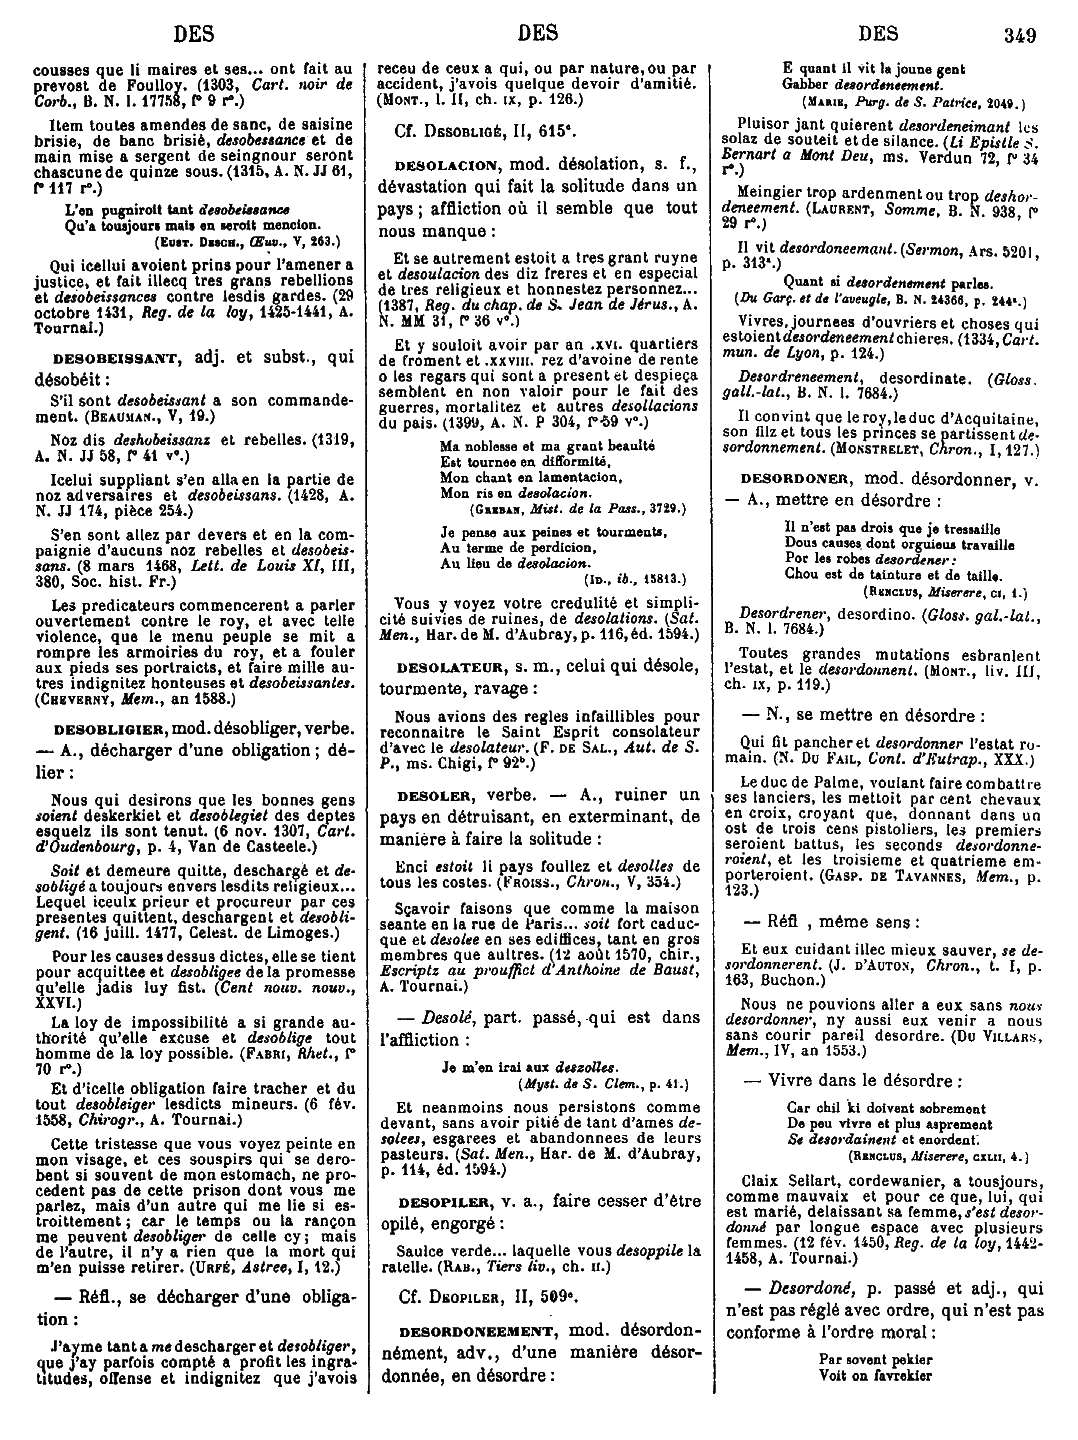 DES
DES
DES 349
cousses que li maires et ses... ont fait au
prevost de Foulloy. (1303, Cart. noir de
Corb., B. N. l. 17758, f° 9 r°.)
Item toutes amendes de sanc, de saisine
brisie, de banc brisié, desobessance et de
main mise a sergent de seingnour seront
chascune de quinze sous. (1315, A. N. JJ 61,
f° 117 r°.)
L'en pugniroit tant desobeissance
Qu'a tousjours mais en seroit mencion.
(Eust. Desch., Œuv., V, 263.)
Qui icellui avoient prins pour l'amener a
justice, et fait illecq tres grans rebellions
et desobeissances contre lesdis gardes. (29
octobre 1431, Reg. de la loy, 1425-1441, A.
Tournai.)
DESOBEISSANT, adj. et subst., qui
désobéit :
S'il sont desobeissant a son commande-
ment. (Beauman., V, 19.)
Noz dis deshobeissanz et rebelles. (1319,
A. N. JJ 58, f° 41 v°.)
Icelui suppliant s'en alla en la partie de
noz adversaires et desobeissans. (1428, A.
N. JJ 174, pièce 254.)
S'en sont allez par devers et en la com-
paignie d'aucuns noz rebelles et desobeis-
sans. (8 mars 1468, Lett. de Louis XI, III,
380, Soc. hist. Fr.)
Les predicateurs commencerent a parler
ouvertement contre le roy, et avec telle
violence, que le menu peuple se mit a
rompre les armoiries du roy, et a fouler
aux pieds ses portraicts, et faire mille au-
tres indignitez honteuses et desobeissantes.
(Cheverny, Mem., an 1588.)
DESOBLIGIER, mod. désobliger, verbe.
— A., décharger d'une obligation ; dé-
lier :
Nous qui desirons que les bonnes gens
soient deskerkiet et desoblegiet des deptes
esquelz ils sont tenut. (6 nov. 1307, Cart.
d'Oudenbourg, p. 4, Van de Casteele.)
Soit et demeure quitte, deschargé et de-
sobligé a toujours envers lesdits religieux...
Lequel iceulx prieur et procureur par ces
presentes quittent, deschargent et desobli-
gent. (16 juill. 1477, Celest. de Limoges.)
Pour les causes dessus dictes, elle se tient
pour acquittee et desobliges de la promesse
qu'elle jadis luy fist. (Cent nouv. nouv.,
XXVI.)
La loy de impossibilité a si grande au-
thorité qu'elle excuse et desoblige tout
homme de la loy possible. (Fabri, Rhet., f°
70 r°.)
Et d'icelle obligation faire tracher et du
tout desobleiger lesdicts mineurs. (6 fév.
1558, Chirogr., A. Tournai.)
Cette tristesse que vous voyez peinte en
mon visage, et ces souspirs qui se dero-
bent si souvent de mon estomach, ne pro-
cedent pas de cette prison dont vous me
parlez, mais d'un autre qui me lie si es-
troittement ; car le temps ou la rançon
me peuvent desobliger de celle cy ; mais
de l'autre, il n'y a rien que la mort qui
m'en puisse retirer. (Urfé, Astree, I, 12.)
— Réfl., se décharger d'une obliga-
tion :
J'ayme tant a me descharger et desobliger,
que j'ay parfois compté a profit les ingra-
titudes, offense et indignitez que j'avois
receu de ceux a qui, ou par nature, ou par
accident, j'avois quelque devoir d'amitié.
(Mont., l. II, ch. ix, p. 126.)
Cf. Desobligé, II, 615ᵃ.
DESOLACION, mod. désolation, s. f.,
dévastation qui fait la solitude dans un
pays ; affliction où il semble que tout
nous manque :
Et se autrement estoit a tres grant ruyne
et desoulacion des diz freres et en especial
de tres religieux et honnestez personnez...
(1387, Reg. du chap. de S. Jean de Jérus., A.
N. MM 31, f° 36 v°.)
Et y souloit avoir par an .xvi. quartiers
de froment et .xxviii. rez d'avoine de rente
o les regars qui sont a present et despieça
semblent en non valoir pour le fait des
guerres, mortalitez et autres desollacions
du pais. (1399, A. N. P 304, f° 59 v°.)
Ma noblesse et ma grant beaulté
Est tournee en difformité,
Mon chant en lamentacion,
Mon ris en desolacion.
(Greban, Mist. de la Pass., 3729.)
Je pense aux peines et tourments,
Au terme de perdicion,
Au lieu de desolacion.
(Id., ib., 15813.)
Vous y voyez votre credulité et simpli-
cité suivies de ruines, de desolations. (Sat.
Men., Har. de M. d'Aubray, p. 116, éd. 1594.)
DESOLATEUR, s. m., celui qui désole,
tourmente, ravage :
Nous avions des regles infaillibles pour
reconnaitre le Saint Esprit consolateur
d'avec le desolateur. (F. de Sal., Aut. de S.
P., ms. Chigi, f° 92ᵇ.)
DESOLER, verbe. — A., ruiner un
pays en détruisant, en exterminant, de
manière à faire la solitude :
Enci estoit li pays foullez et desolles de
tous les costes. (Froiss., Chron., V, 354.)
Sçavoir faisons que comme la maison
seante en la rue de Paris... soit fort caduc-
que et desolee en ses ediffices, tant en gros
membres que aultres. (12 août 1570, chir.,
Escriptz au prouffict d'Anthoine de Baust,
A. Tournai.)
— Desolé, part. passé, qui est dans
l'affliction :
Je m'en irai aux deszolles.
(Myst. de S. Clem., p. 41.)
Et neanmoins nous persistons comme
devant, sans avoir pitié de tant d'ames de-
solees, esgarees et abandonnees de leurs
pasteurs. (Sat. Men., Har. de M. d'Aubray,
p. 114, éd. 1594.)
DESOPILER, v. a., faire cesser d'être
opilé, engorgé :
Saulce verde... laquelle vous desoppile la
ratelle. (Rab., Tiers liv., ch. ii.)
Cf. Deopiler, II, 509ᵉ.
DESORDONEEMENT, mod. désordon-
nément, adv., d'une manière désor-
donnée, en désordre :
E quant il vit la joune gent
Gabber desordeneement.
(Marie, Purg. de S. Patrice, 2049.)
Pluisor jant quierent desordeneimant les
solaz de souteit et de silance. (Li Epistle S.
Bernart a Mont Deu, ms. Verdun 72, f° 34
r°.)
Meingier trop ardenment ou trop deshor-
deneement. (Laurent, Somme, B. N. 938, f°
29 r°.)
Il vit desordoneemant. (Sermon, Ars. 5201,
p. 313ᵃ.)
Quant si desordenement parles.
(Du Garç. et de l'aveugle, B. N. 24366, p. 244ᵃ.)
Vivres, journees d'ouvriers et choses qui
estoient desordeneement chieres. (1334, Cart.
mun. de Lyon, p. 124.)
Desordreneement, desordinate. (Gloss.
gall.-lat., B. N. l. 7684.)
Il convint que le roy, le duc d'Acquitaine,
son filz et tous les princes se partissent de-
sordonnement. (Monstrelet, Chron., I, 127.)
DESORDONER, mod. désordonner, v.
— A., mettre en désordre :
Il n'est pas drois que je tressaille
Dous causes dont orguieus travaille
Por les robes desordener :
Chou est de tainture et de taille.
(Renclus, Miserere, ci, 1.)
Desordrener, desordino. (Gloss. gal.-lat.,
B. N. l. 7684.)
Toutes grandes mutations esbranlent
l'estat, et le desordonnent. (Mont., liv. III,
ch. ix, p. 119.)
— N., se mettre en désordre :
Qui fit pancher et desordonner l'estat ro-
main. (N. Du Fail, Cont. d'Eutrap., XXX.)
Le duc de Palme, voulant faire combattre
ses lanciers, les mettoit par cent chevaux
en croix, croyant que, donnant dans un
ost de trois cens pistoliers, les premiers
seroient battus, les seconds desordonne-
roient, et les troisieme et quatrieme em-
porteroient. (Gasp. de Tavannes, Mem., p.
123.)
— Réfl , même sens :
Et eux cuidant illec mieux sauver, se de-
sordonnerent. (J. d'Auton, Chron., t. I, p.
163, Buchon.)
Nous ne pouvions aller a eux sans nous
desordonner, ny aussi eux venir a nous
sans courir pareil desordre. (Du Villars,
Mem., IV, an 1553.)
— Vivre dans le désordre :
Car chil ki doivent sobrement
De peu vivre et plus asprement
Se desordainent et enordent.
(Renclus, Miserere, cxlii, 4.)
Claix Sellart, cordewanier, a tousjours,
comme mauvaix et pour ce que, lui, qui
est marié, delaissant sa femme, s'est desor-
donné par longue espace avec plusieurs
femmes. (12 fév. 1450, Reg. de la loy, 1442-
1458, A. Tournai.)
— Desordoné, p. passé et adj., qui
n'est pas réglé avec ordre, qui n'est pas
conforme à l'ordre moral :
Par sovent pekier
Voit on favrekier